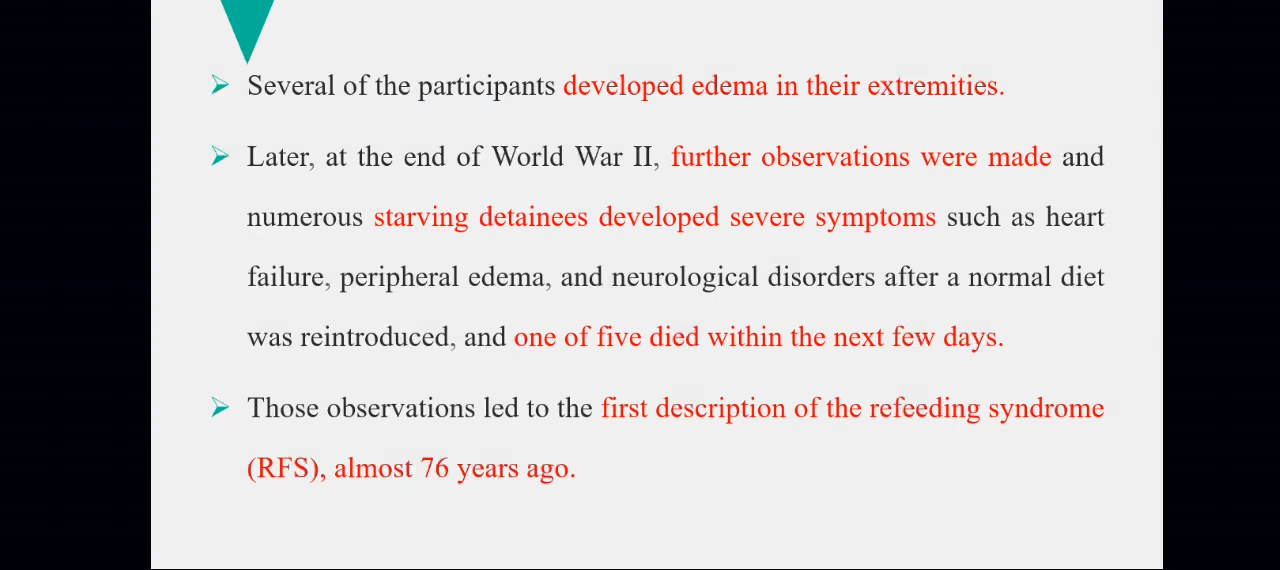 Several of the participants developed edema in their extremities.
Later, at the end of World War II, further observations were made and
numerous starving detainees developed severe symptoms such as heart
failure, peripheral edema, and neurological disorders after a normal diet
was reintroduced, and one of five died within the next few days.
Those observations led to the first description of the refeeding syndrome
(RFS), almost 76 years ago.